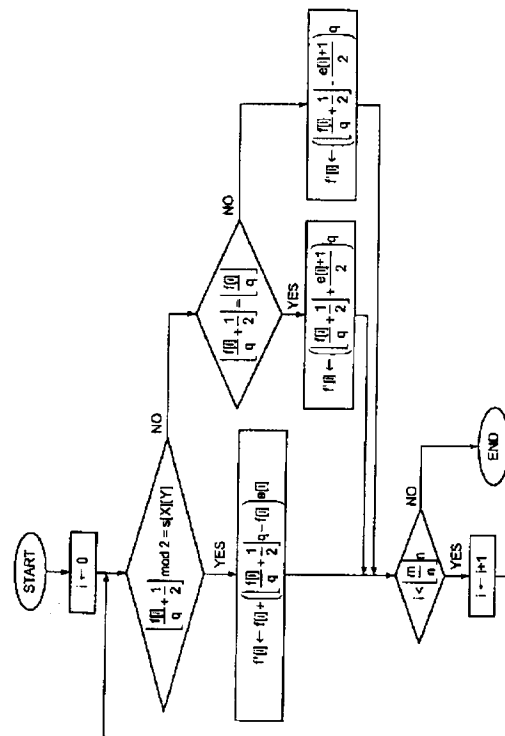 START
i ← 0
⌊f[i]/q + 1/2⌋ mod 2 = s[X][Y]
NO
YES
⌊f[i]/q + 1/2⌋ = ⌊f[i]/q⌋
NO
YES
f'[i] ← f[i] + (⌊f[i]/q + 1/2⌋q − f[i]) e[i]
f'[i] ← (⌊f[i]/q + 1/2⌋ + e[i]+1/2) q
f'[i] ← (⌊f[i]/q + 1/2⌋ - e[i]+1/2) q
NO
YES
i ← i+1
END